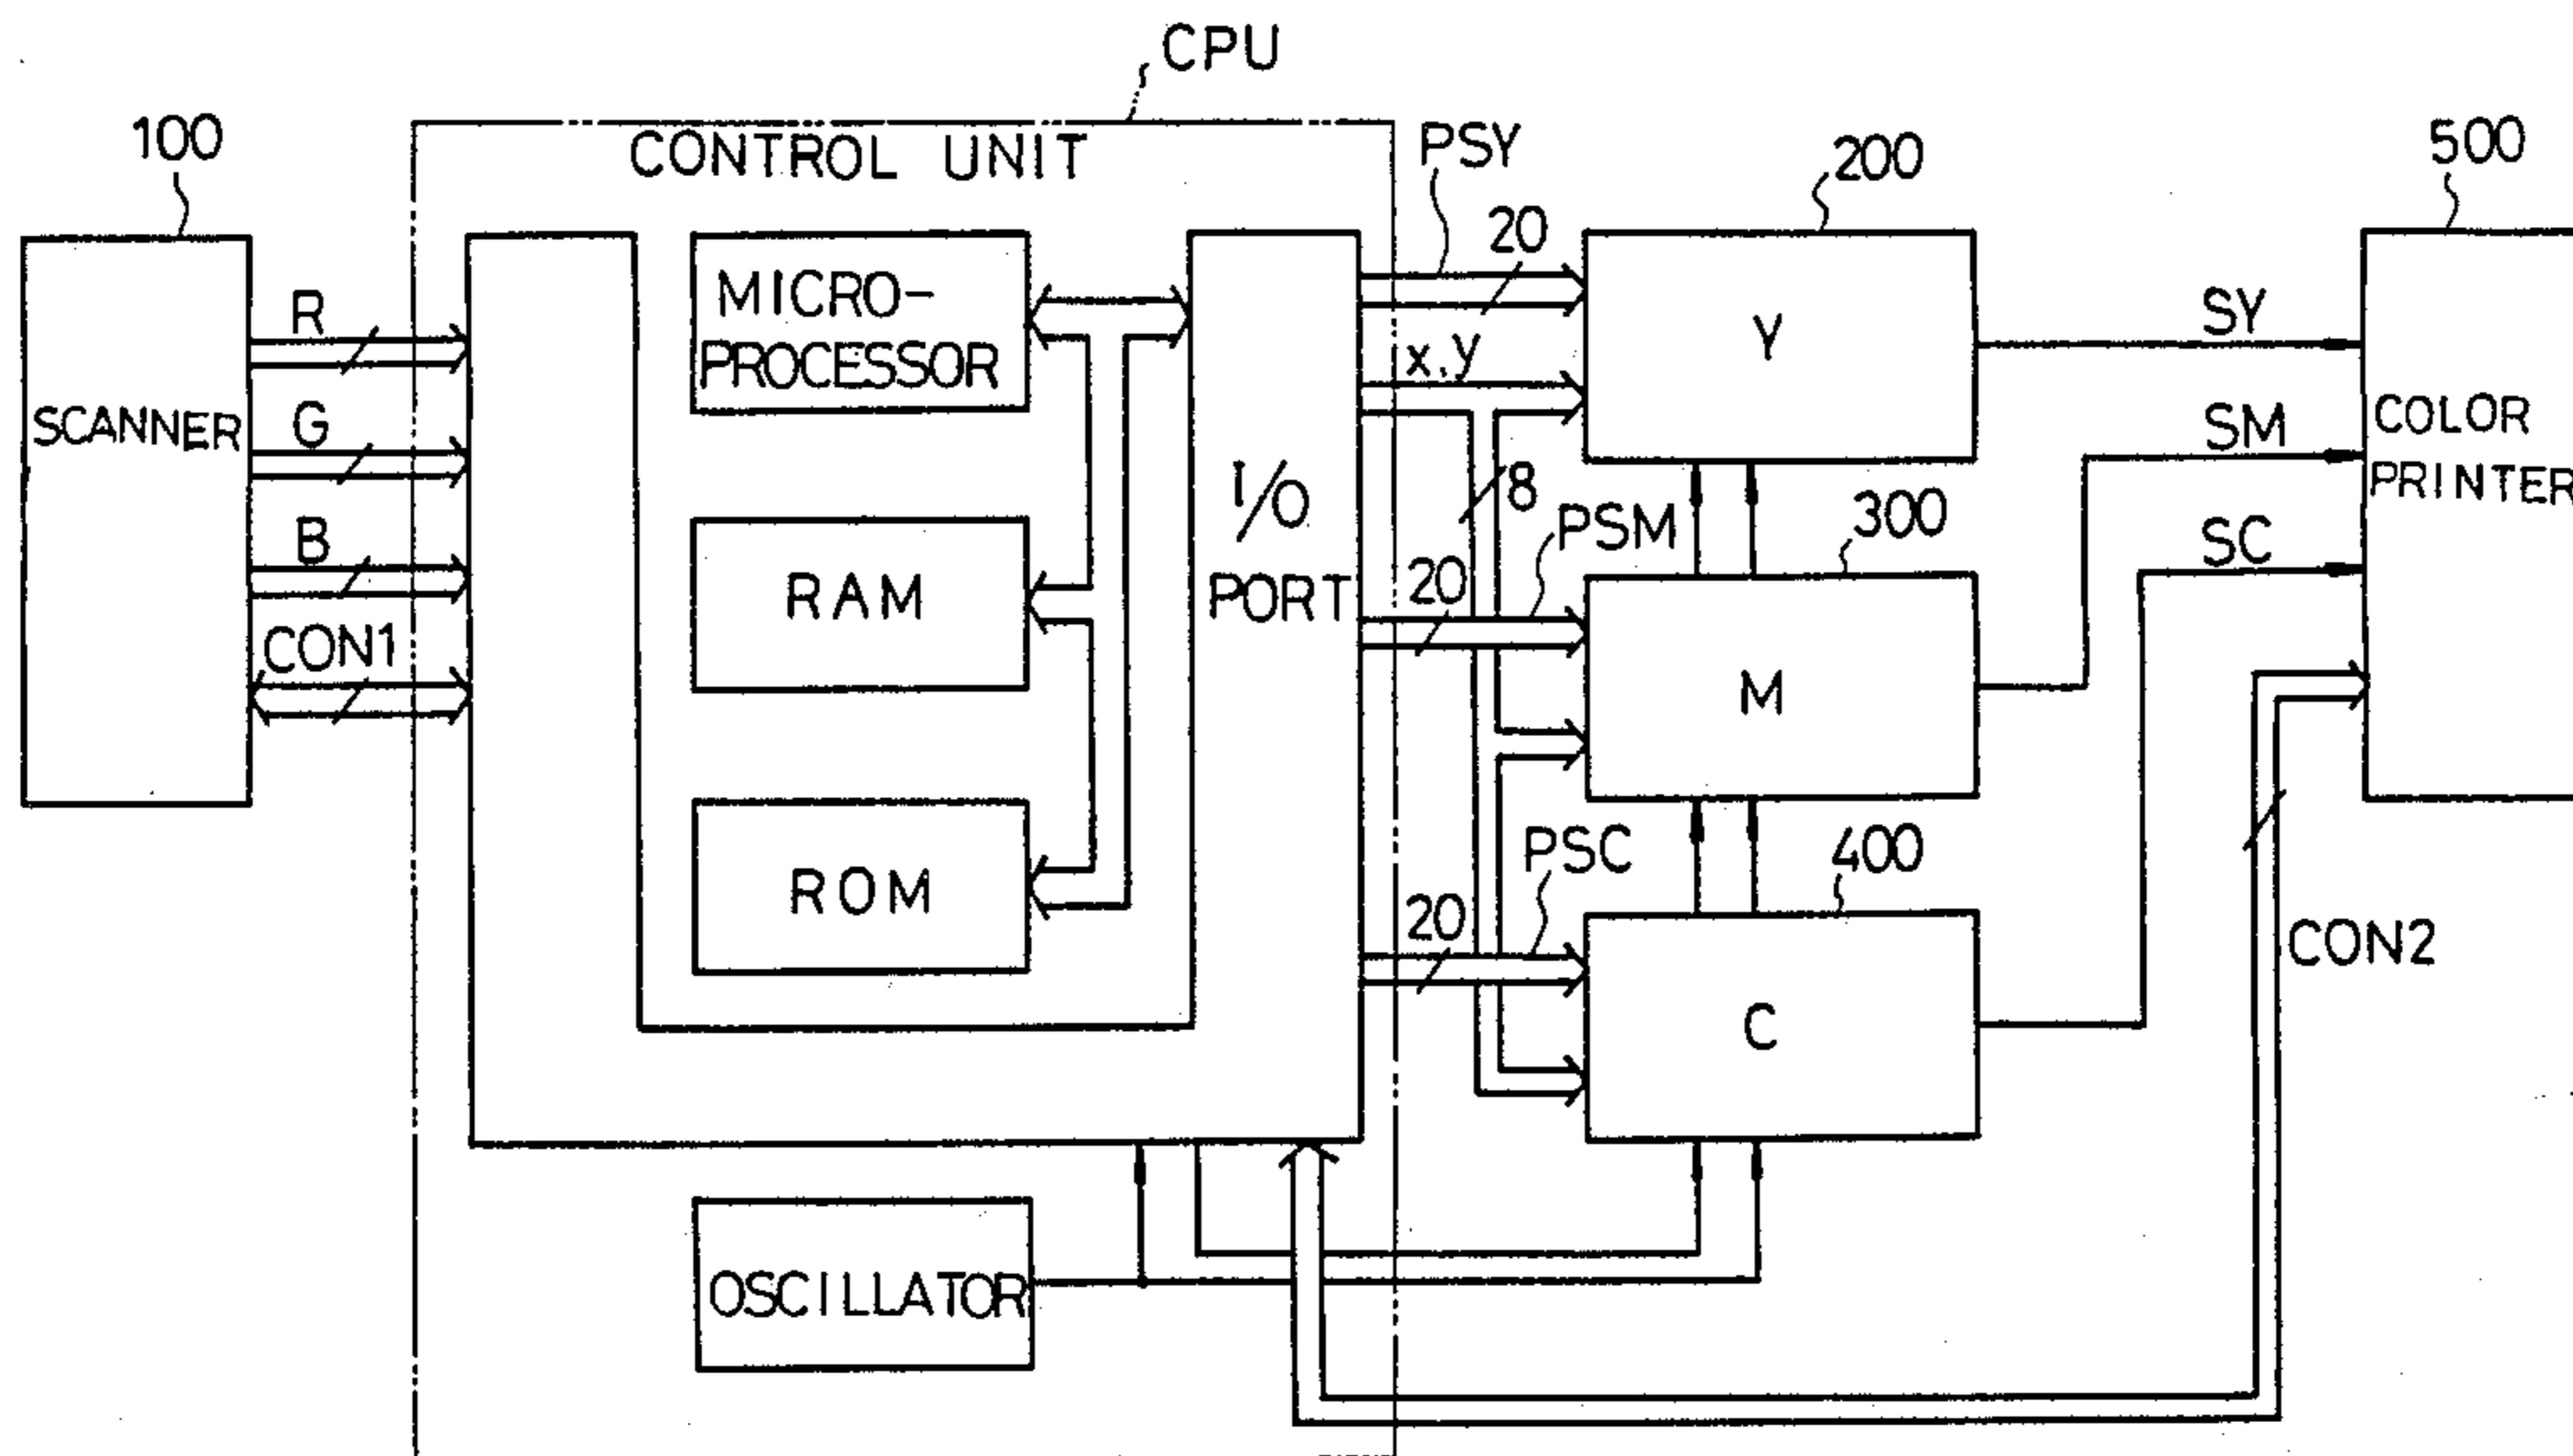 CPU
100
CONTROL UNIT
PSY
200
500
20
MICRO-
PROCESSOR
R
Y
SY
x,y
SCANNER
G
SM
COLOR
PRINTER
I/O
PORT
8
300
B
PSM
SC
RAM
20
CON1
M
PSC
400
ROM
20
CON2
C
OSCILLATOR